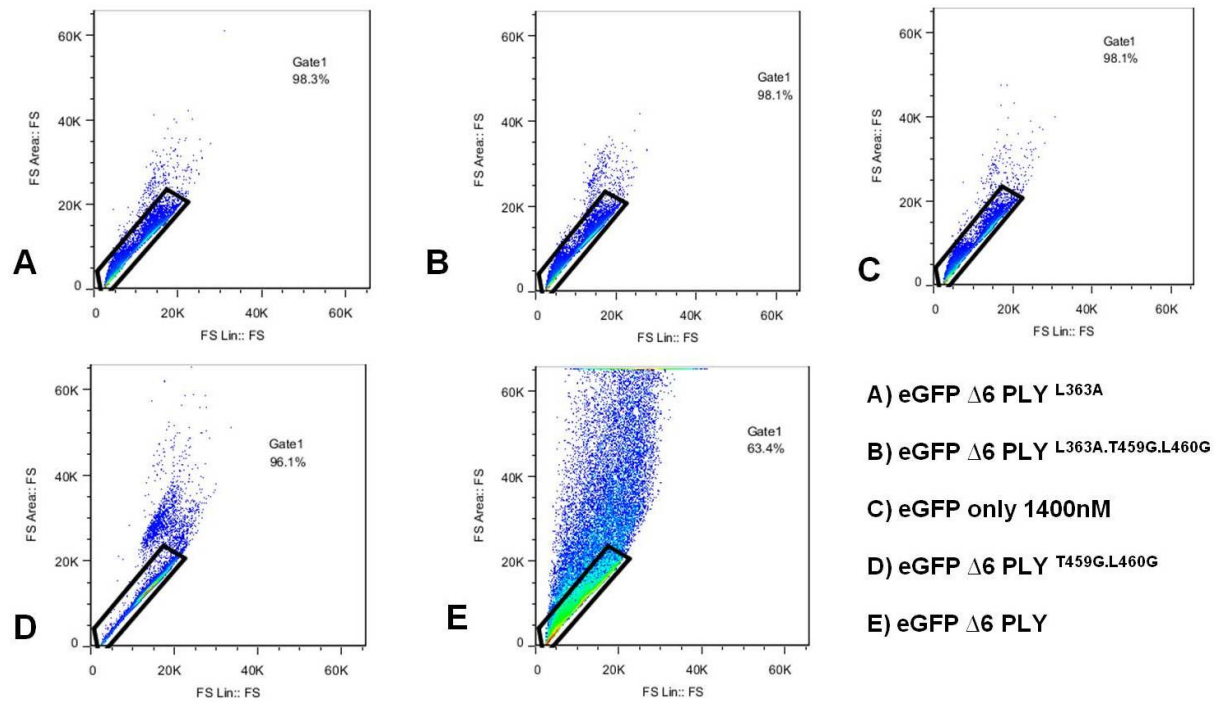 60K
40K
20K
0
0
20K
40K
60K
FS Area:: FS
FS Lin:: FS
Gate1
98.3%
A
60K
40K
20K
0
0
20K
40K
60K
FS Area:: FS
FS Lin:: FS
Gate1
98.1%
B
60K
40K
20K
0
0
20K
40K
60K
FS Area:: FS
FS Lin:: FS
Gate1
98.1%
C
60K
40K
20K
0
0
20K
40K
60K
FS Area:: FS
FS Lin:: FS
Gate1
96.1%
D
60K
40K
20K
0
0
20K
40K
60K
FS Area:: FS
FS Lin:: FS
Gate1
63.4%
E
A) eGFP Δ6 PLY L363A
B) eGFP Δ6 PLY L363A.T459G.L460G
C) eGFP only 1400nM
D) eGFP Δ6 PLY T459G.L460G
E) eGFP Δ6 PLY